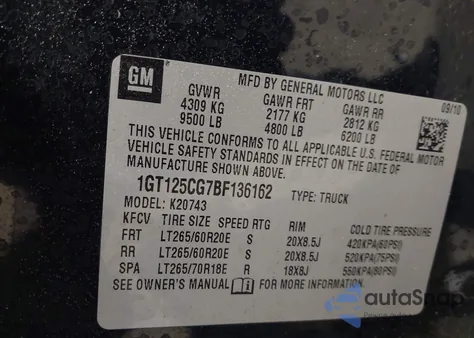 GM
MFD BY GENERAL MOTORS LLC
09/10
GVWR GAWR FRT GAWR RR
4309 KG 2177 KG 2812 KG
9500 LB 4800 LB 6200 LB
THIS VEHICLE CONFORMS TO ALL APPLICABLE U.S. FEDERAL MOTOR
VEHICLE SAFETY STANDARDS IN EFFECT ON THE DATE OF
MANUFACTURE SHOWN ABOVE.
1GT125CG7BF136162 TYPE: TRUCK
MODEL: K20743
KFCV TIRE SIZE SPEED RTG RIM COLD TIRE PRESSURE
FRT LT265/60R20E S 20X8.5J 420KPA(60PSI)
RR LT265/60R20E S 20X8.5J 520KPA(75PSI)
SPA LT265/70R18E R 18X8J 550KPA(80PSI)
SEE OWNER'S MANUAL FOR MORE INFORMATION.
autaSnap